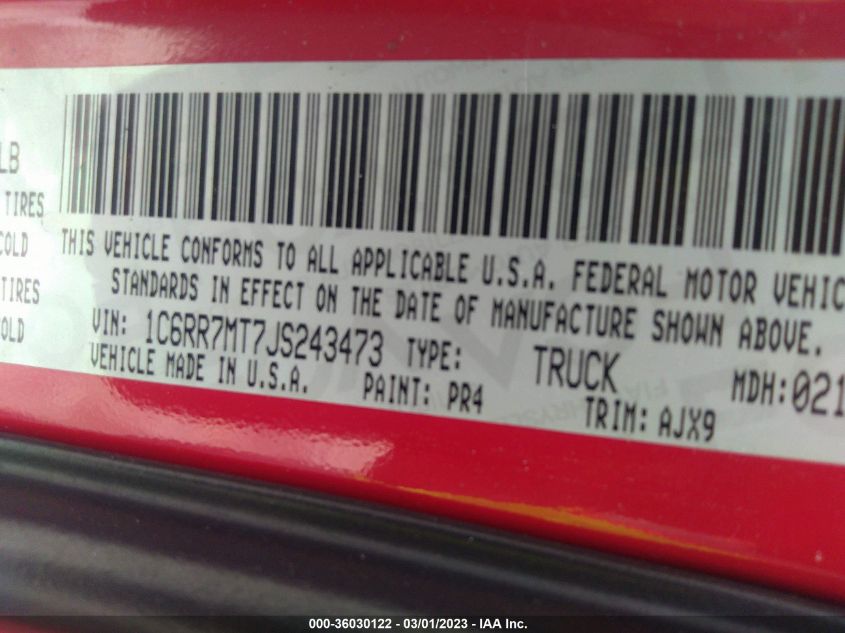 LB
TIRES
COLD
TIRES
COLD
THIS VEHICLE CONFORMS TO ALL APPLICABLE U.S.A. FEDERAL MOTOR VEHIC
STANDARDS IN EFFECT ON THE DATE OF MANUFACTURE SHOWN ABOVE.
VIN: 1C6RR7MT7JS243473 TYPE: TRUCK MDH:021
VEHICLE MADE IN U.S.A. PAINT: PR4 TRIM: AJX9
000-36030122 - 03/01/2023 - IAA Inc.